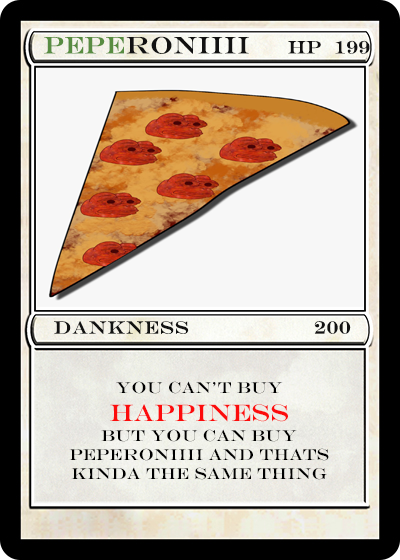 PEPERONIIII HP 199
DANKNESS 200
YOU CAN'T BUY
HAPPINESS
BUT YOU CAN BUY
PEPERONIIII AND THATS
KINDA THE SAME THING